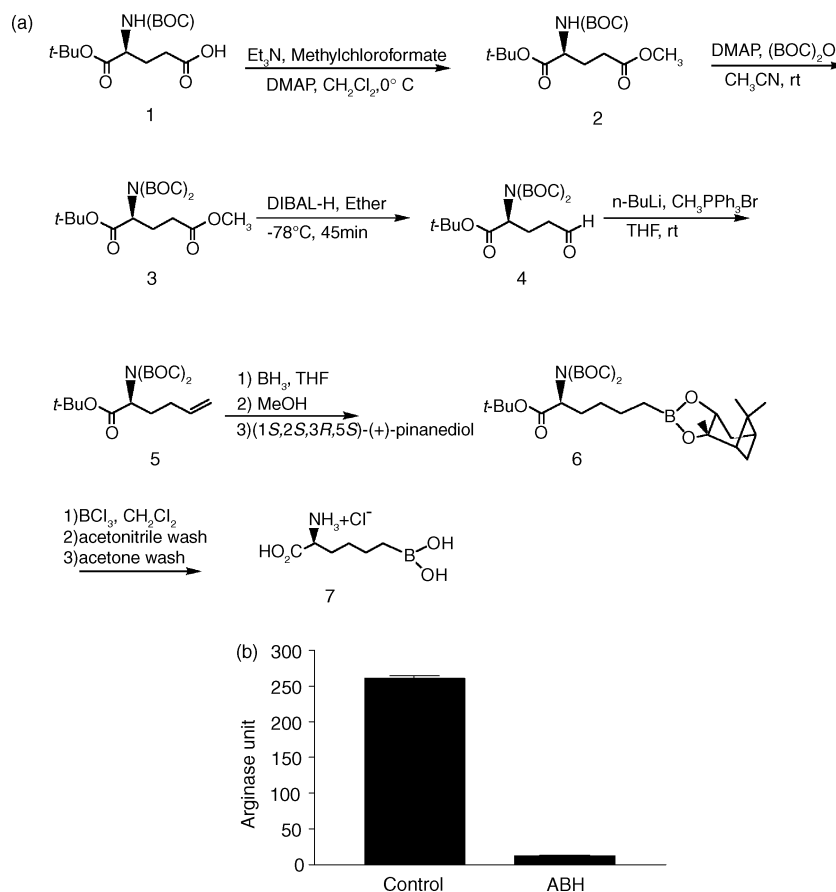 (a)
NH(BOC)
t-BuO
OH
O
O
1
Et3N, Methylchloroformate
DMAP, CH2Cl2,0° C
NH(BOC)
t-BuO
OCH3
O
O
2
DMAP, (BOC)2O
CH3CN, rt
N(BOC)2
t-BuO
OCH3
O
O
3
DIBAL-H, Ether
-78°C, 45min
N(BOC)2
t-BuO
H
O
O
4
n-BuLi, CH3PPh3Br
THF, rt
N(BOC)2
t-BuO
O
5
1) BH3, THF
2) MeOH
3)(1S,2S,3R,5S)-(+)-pinanediol
N(BOC)2
t-BuO
O
B
O
O
6
1)BCl3, CH2Cl2
2)acetonitrile wash
3)acetone wash
NH3+Cl-
HO2C
B
OH
OH
7
(b)
Arginase unit
300
250
200
150
100
50
0
Control ABH